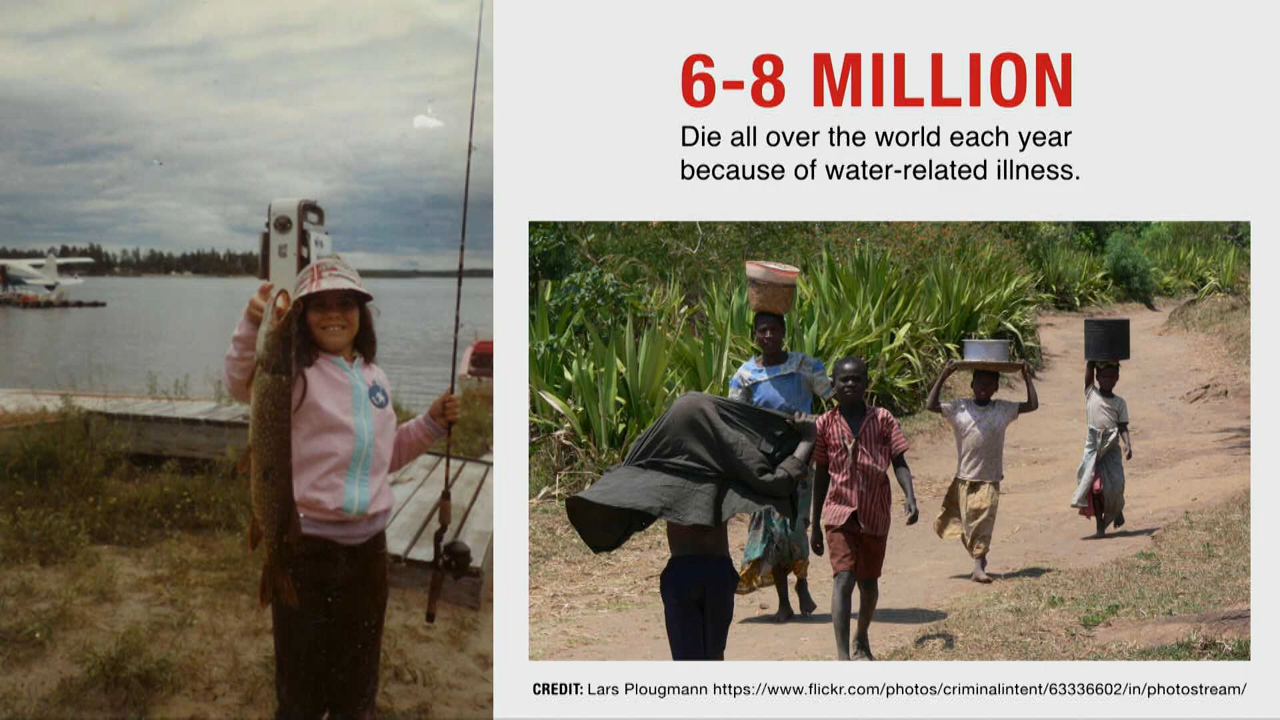 6-8 MILLION
Die all over the world each year
because of water-related illness.
CREDIT: Lars Plougmann https://www.flickr.com/photos/criminalintent/63336602/in/photostream/